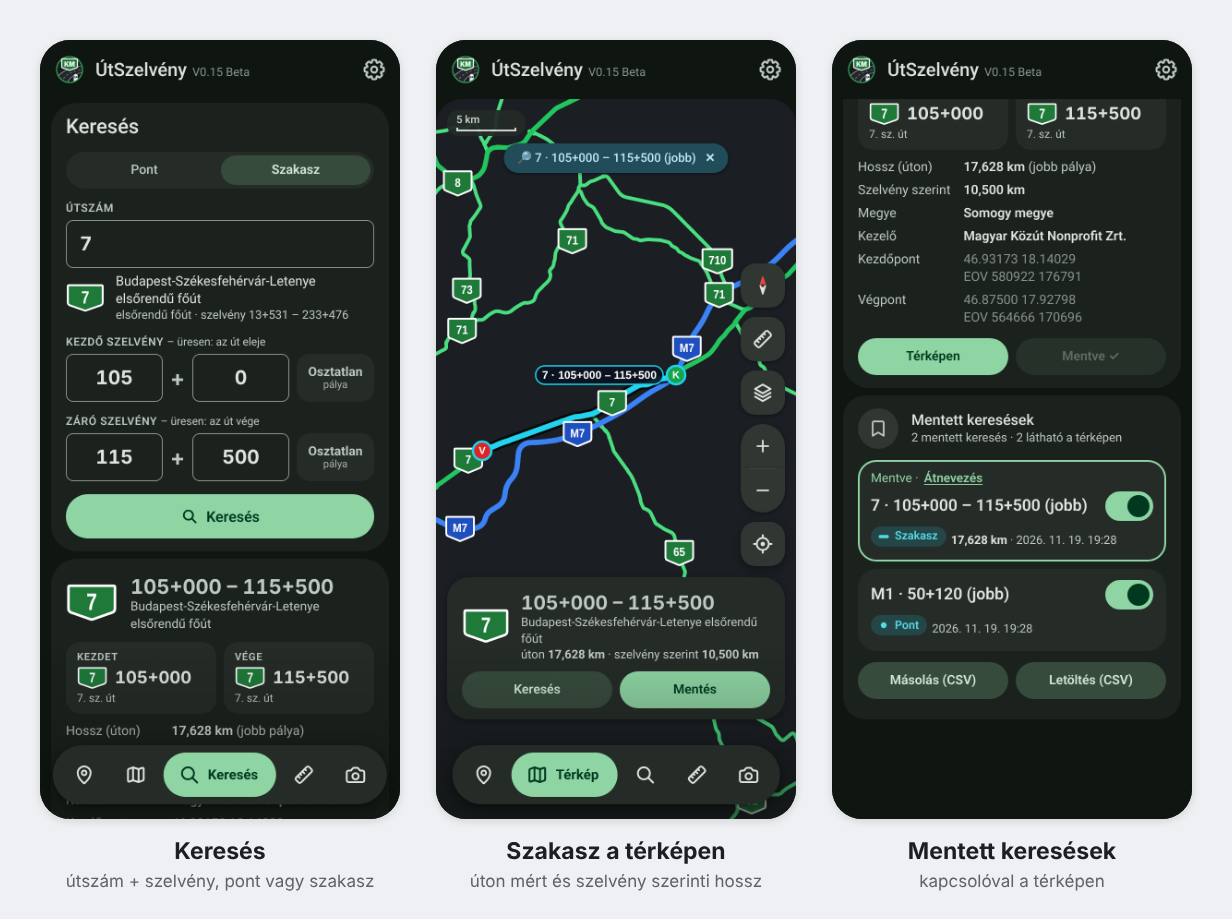 KM
ÚtSzelvény V0.15 Beta
Keresés
Pont
Szakasz
ÚTSZÁM
7
7
Budapest-Székesfehérvár-Letenye
elsőrendű főút
elsőrendű főút · szelvény 13+531 – 233+476
KEZDŐ SZELVÉNY – üresen: az út eleje
105 + 0
Osztatlan
pálya
ZÁRÓ SZELVÉNY – üresen: az út vége
115 + 500
Osztatlan
pálya
Keresés
7
105+000 – 115+500
Budapest-Székesfehérvár-Letenye
elsőrendű főút
KEZDET
7 105+000
7. sz. út
VÉGE
7 115+500
7. sz. út
Hossz (úton) 17,628 km (jobb pálya)
Keresés
Keresés
útszám + szelvény, pont vagy szakasz
KM
ÚtSzelvény V0.15 Beta
5 km
7 · 105+000 – 115+500 (jobb) ×
8
71
710
73
71
71
M7
7 · 105+000 – 115+500 K
7
M7
V
7
M7
65
+
–
7
105+000 – 115+500
Budapest-Székesfehérvár-Letenye elsőrendű
főút
úton 17,628 km · szelvény szerint 10,500 km
Keresés
Mentés
Térkép
Szakasz a térképen
úton mért és szelvény szerinti hossz
KM
ÚtSzelvény V0.15 Beta
7 105+000
7. sz. út
7 115+500
7. sz. út
Hossz (úton) 17,628 km (jobb pálya)
Szelvény szerint 10,500 km
Megye Somogy megye
Kezelő Magyar Közút Nonprofit Zrt.
Kezdőpont 46.93173 18.14029
EOV 580922 176791
Végpont 46.87500 17.92798
EOV 564666 170696
Térképen
Mentve ✓
Mentett keresések
2 mentett keresés · 2 látható a térképen
Mentve · Átnevezés
7 · 105+000 – 115+500 (jobb)
Szakasz 17,628 km · 2026. 11. 19. 19:28
M1 · 50+120 (jobb)
Pont 2026. 11. 19. 19:28
Másolás (CSV)
Letöltés (CSV)
Mentett keresések
kapcsolóval a térképen